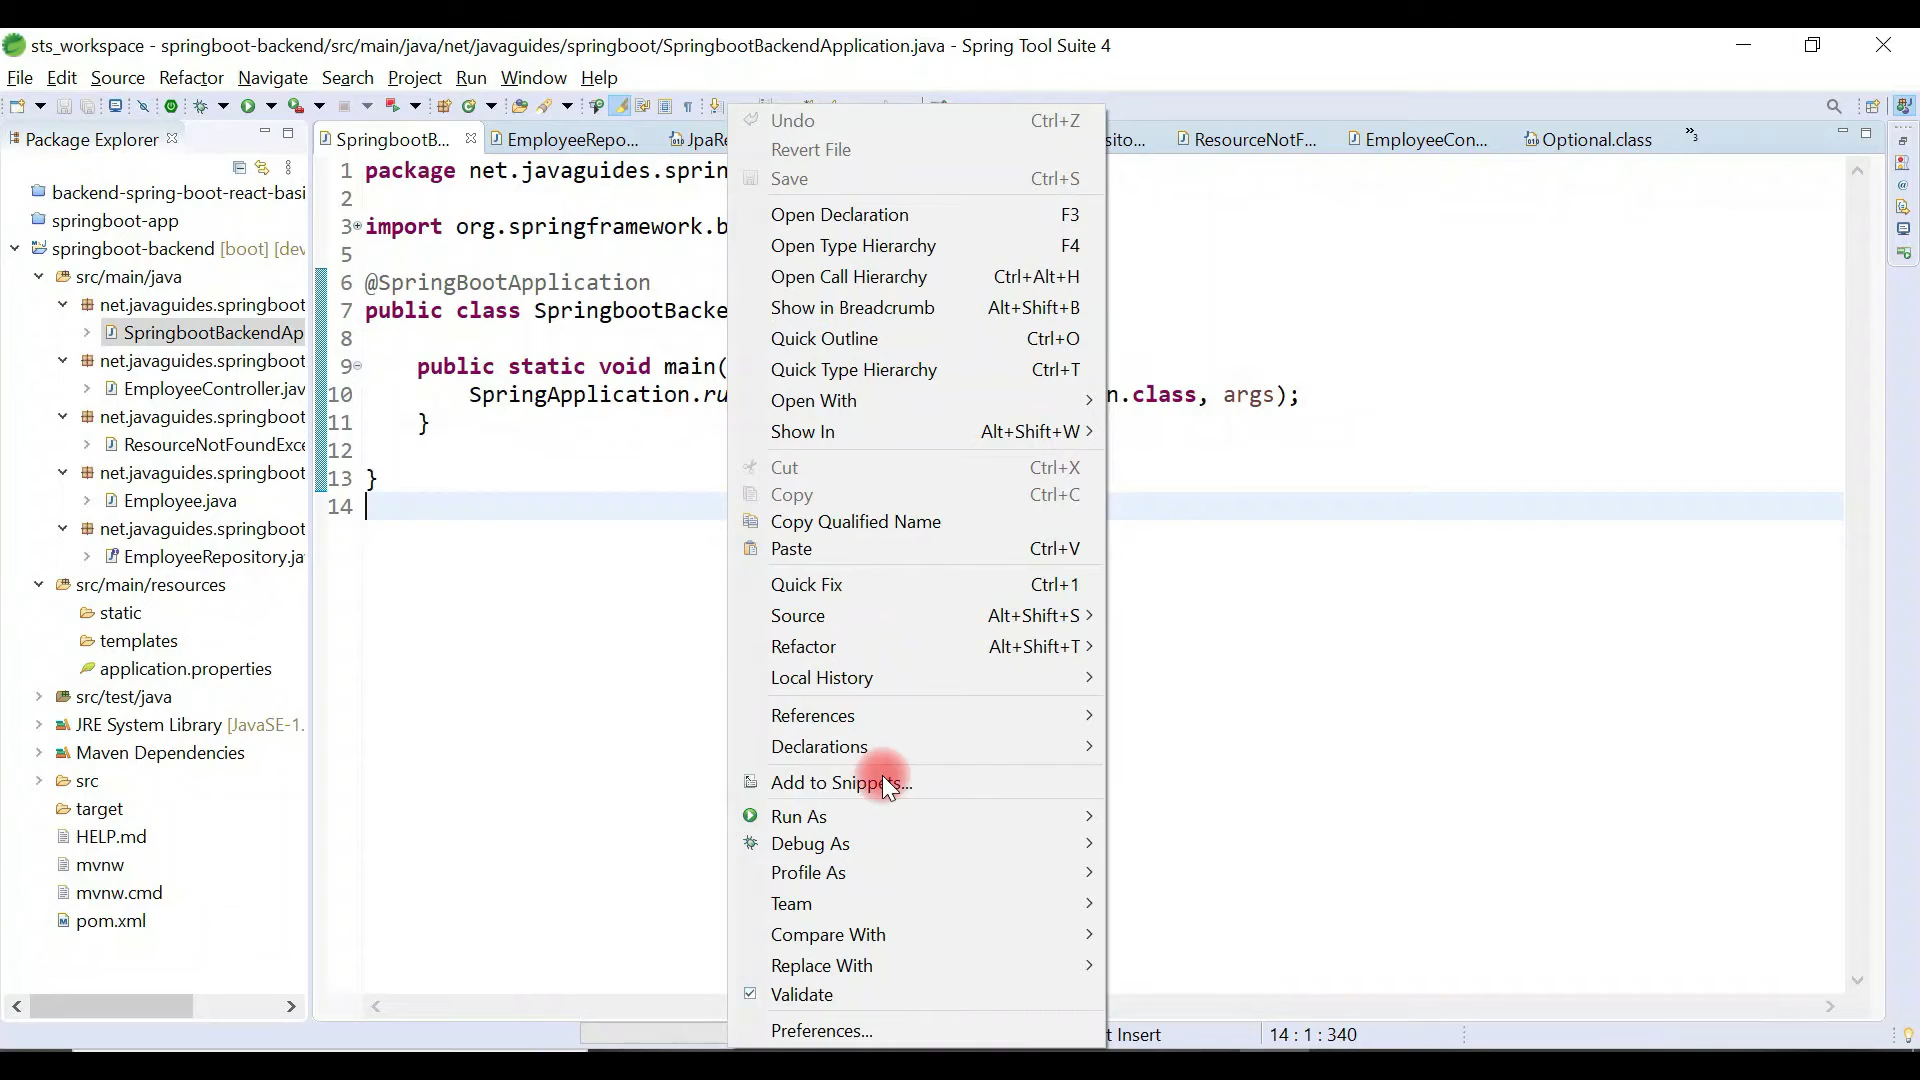 sts_workspace - springboot-backend/src/main/java/net/javaguides/springboot/SpringbootBackendApplication.java - Spring Tool Suite 4
File Edit Source Refactor Navigate Search Project Run Window Help
Package Explorer
SpringbootB... EmployeeRepo... JpaRe sito... ResourceNotF... EmployeeCon... Optional.class »3
backend-spring-boot-react-basi
springboot-app
springboot-backend [boot] [dev
src/main/java
net.javaguides.springboot
SpringbootBackendAp
net.javaguides.springboot
EmployeeController.jav
net.javaguides.springboot
ResourceNotFoundExce
net.javaguides.springboot
Employee.java
net.javaguides.springboot
EmployeeRepository.ja
src/main/resources
static
templates
application.properties
src/test/java
JRE System Library [JavaSE-1.
Maven Dependencies
src
target
HELP.md
mvnw
mvnw.cmd
pom.xml
1 package net.javaguides.sprin
2
3 import org.springframework.b
5
6 @SpringBootApplication
7 public class SpringbootBacke
8
9 public static void main(
10 SpringApplication.ru n.class, args);
11 }
12
13 }
14
Undo Ctrl+Z
Revert File
Save Ctrl+S
Open Declaration F3
Open Type Hierarchy F4
Open Call Hierarchy Ctrl+Alt+H
Show in Breadcrumb Alt+Shift+B
Quick Outline Ctrl+O
Quick Type Hierarchy Ctrl+T
Open With
Show In Alt+Shift+W
Cut Ctrl+X
Copy Ctrl+C
Copy Qualified Name
Paste Ctrl+V
Quick Fix Ctrl+1
Source Alt+Shift+S
Refactor Alt+Shift+T
Local History
References
Declarations
Add to Snippets...
Run As
Debug As
Profile As
Team
Compare With
Replace With
Validate
Preferences...
t Insert 14 : 1 : 340